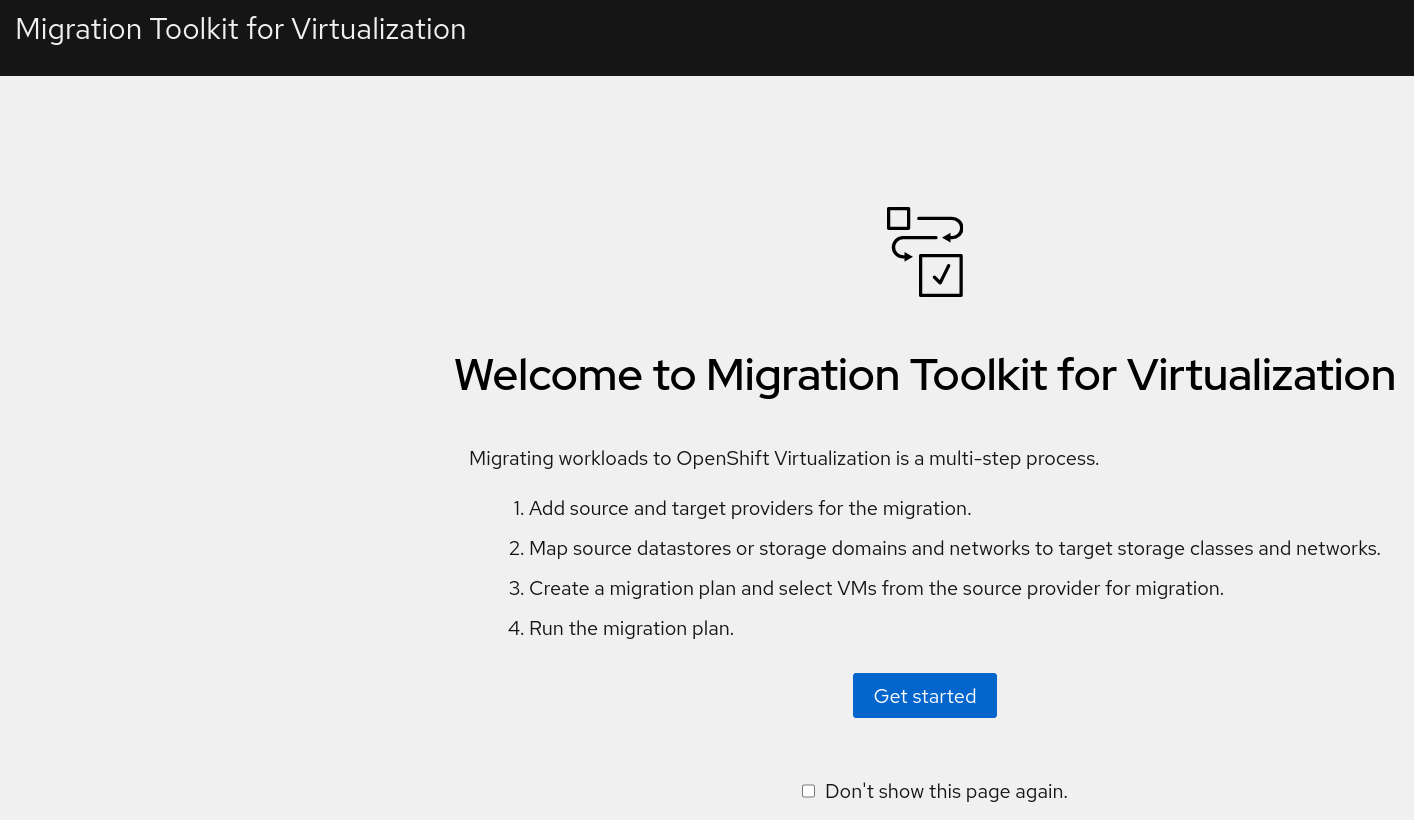 Migration Toolkit for Virtualization
Welcome to Migration Toolkit for Virtualization
Migrating workloads to OpenShift Virtualization is a multi-step process.
1. Add source and target providers for the migration.
2. Map source datastores or storage domains and networks to target storage classes and networks.
3. Create a migration plan and select VMs from the source provider for migration.
4. Run the migration plan.
Get started
Don't show this page again.